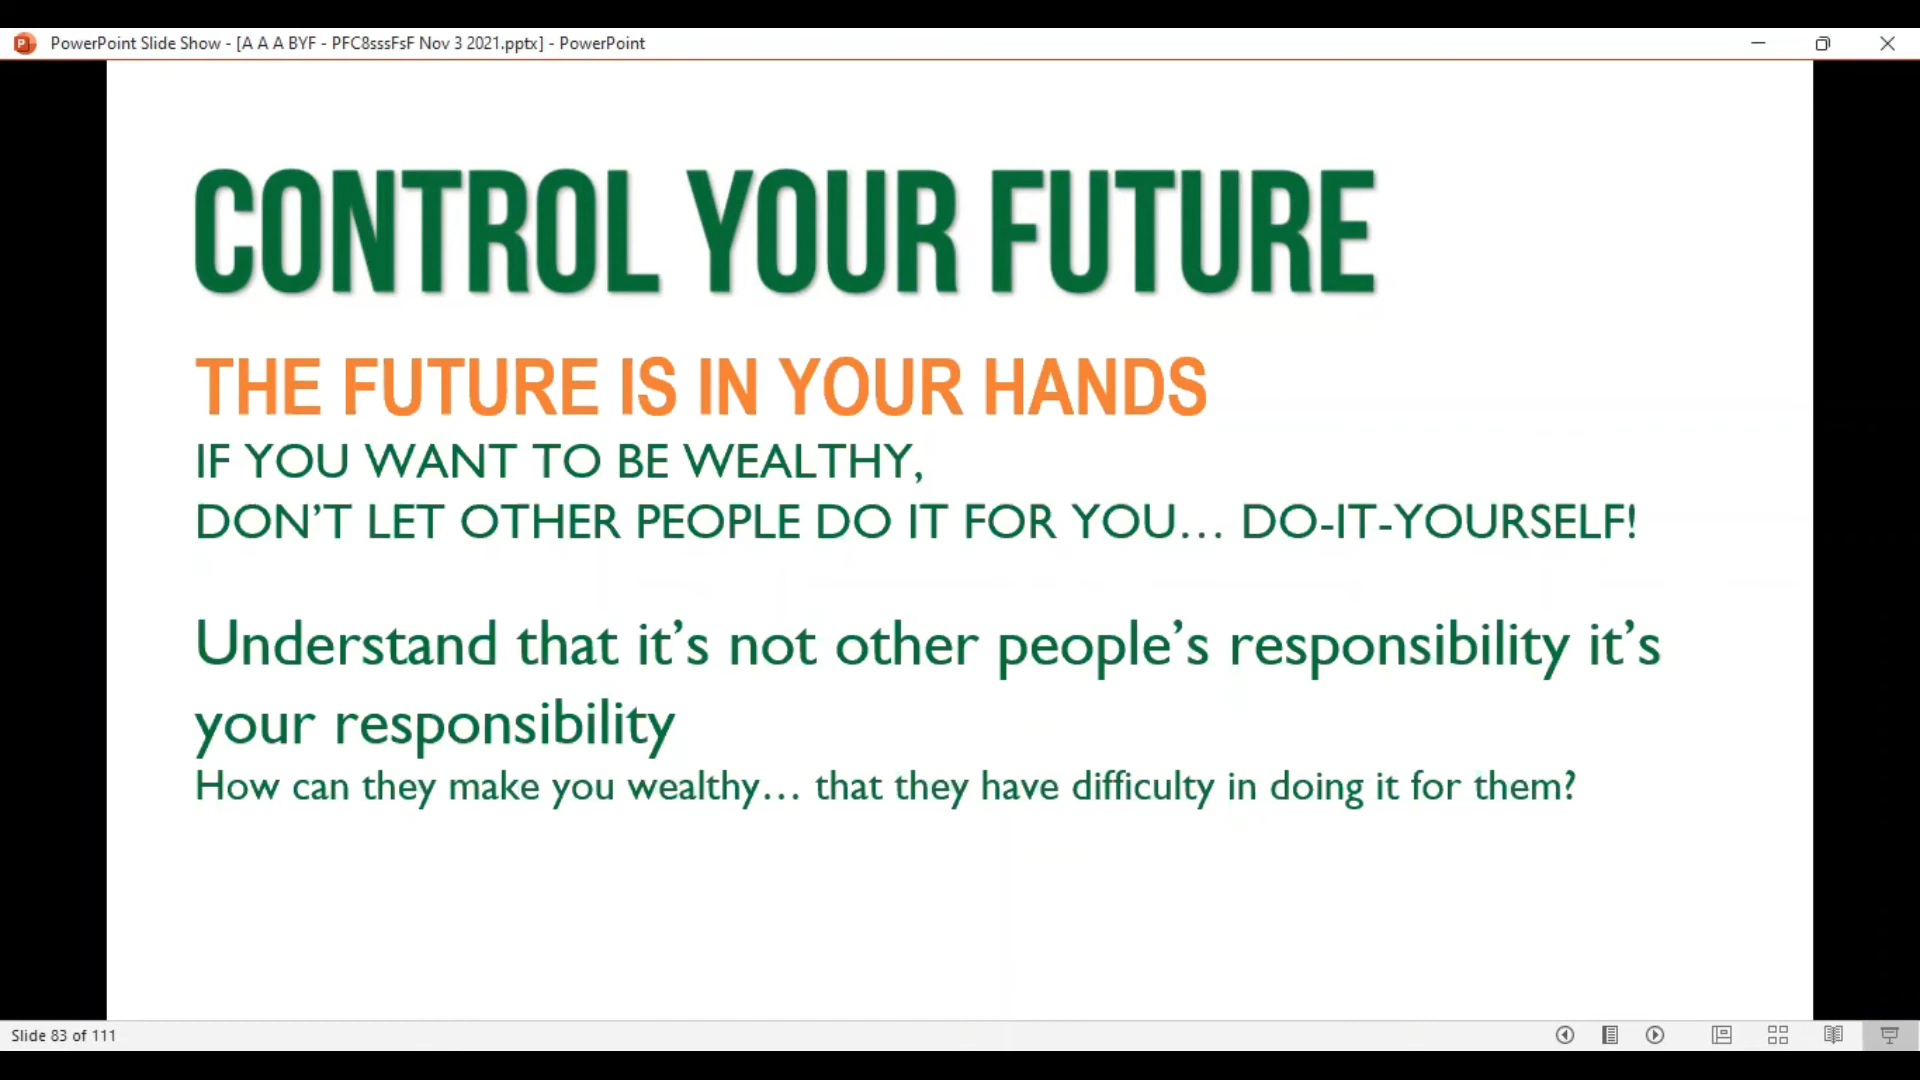 PowerPoint Slide Show - [A A A BYF - PFC8sssFsF Nov 3 2021.pptx] - PowerPoint
CONTROL YOUR FUTURE
THE FUTURE IS IN YOUR HANDS
IF YOU WANT TO BE WEALTHY,
DON’T LET OTHER PEOPLE DO IT FOR YOU… DO-IT-YOURSELF!
Understand that it’s not other people’s responsibility it’s
your responsibility
How can they make you wealthy… that they have difficulty in doing it for them?
Slide 83 of 111